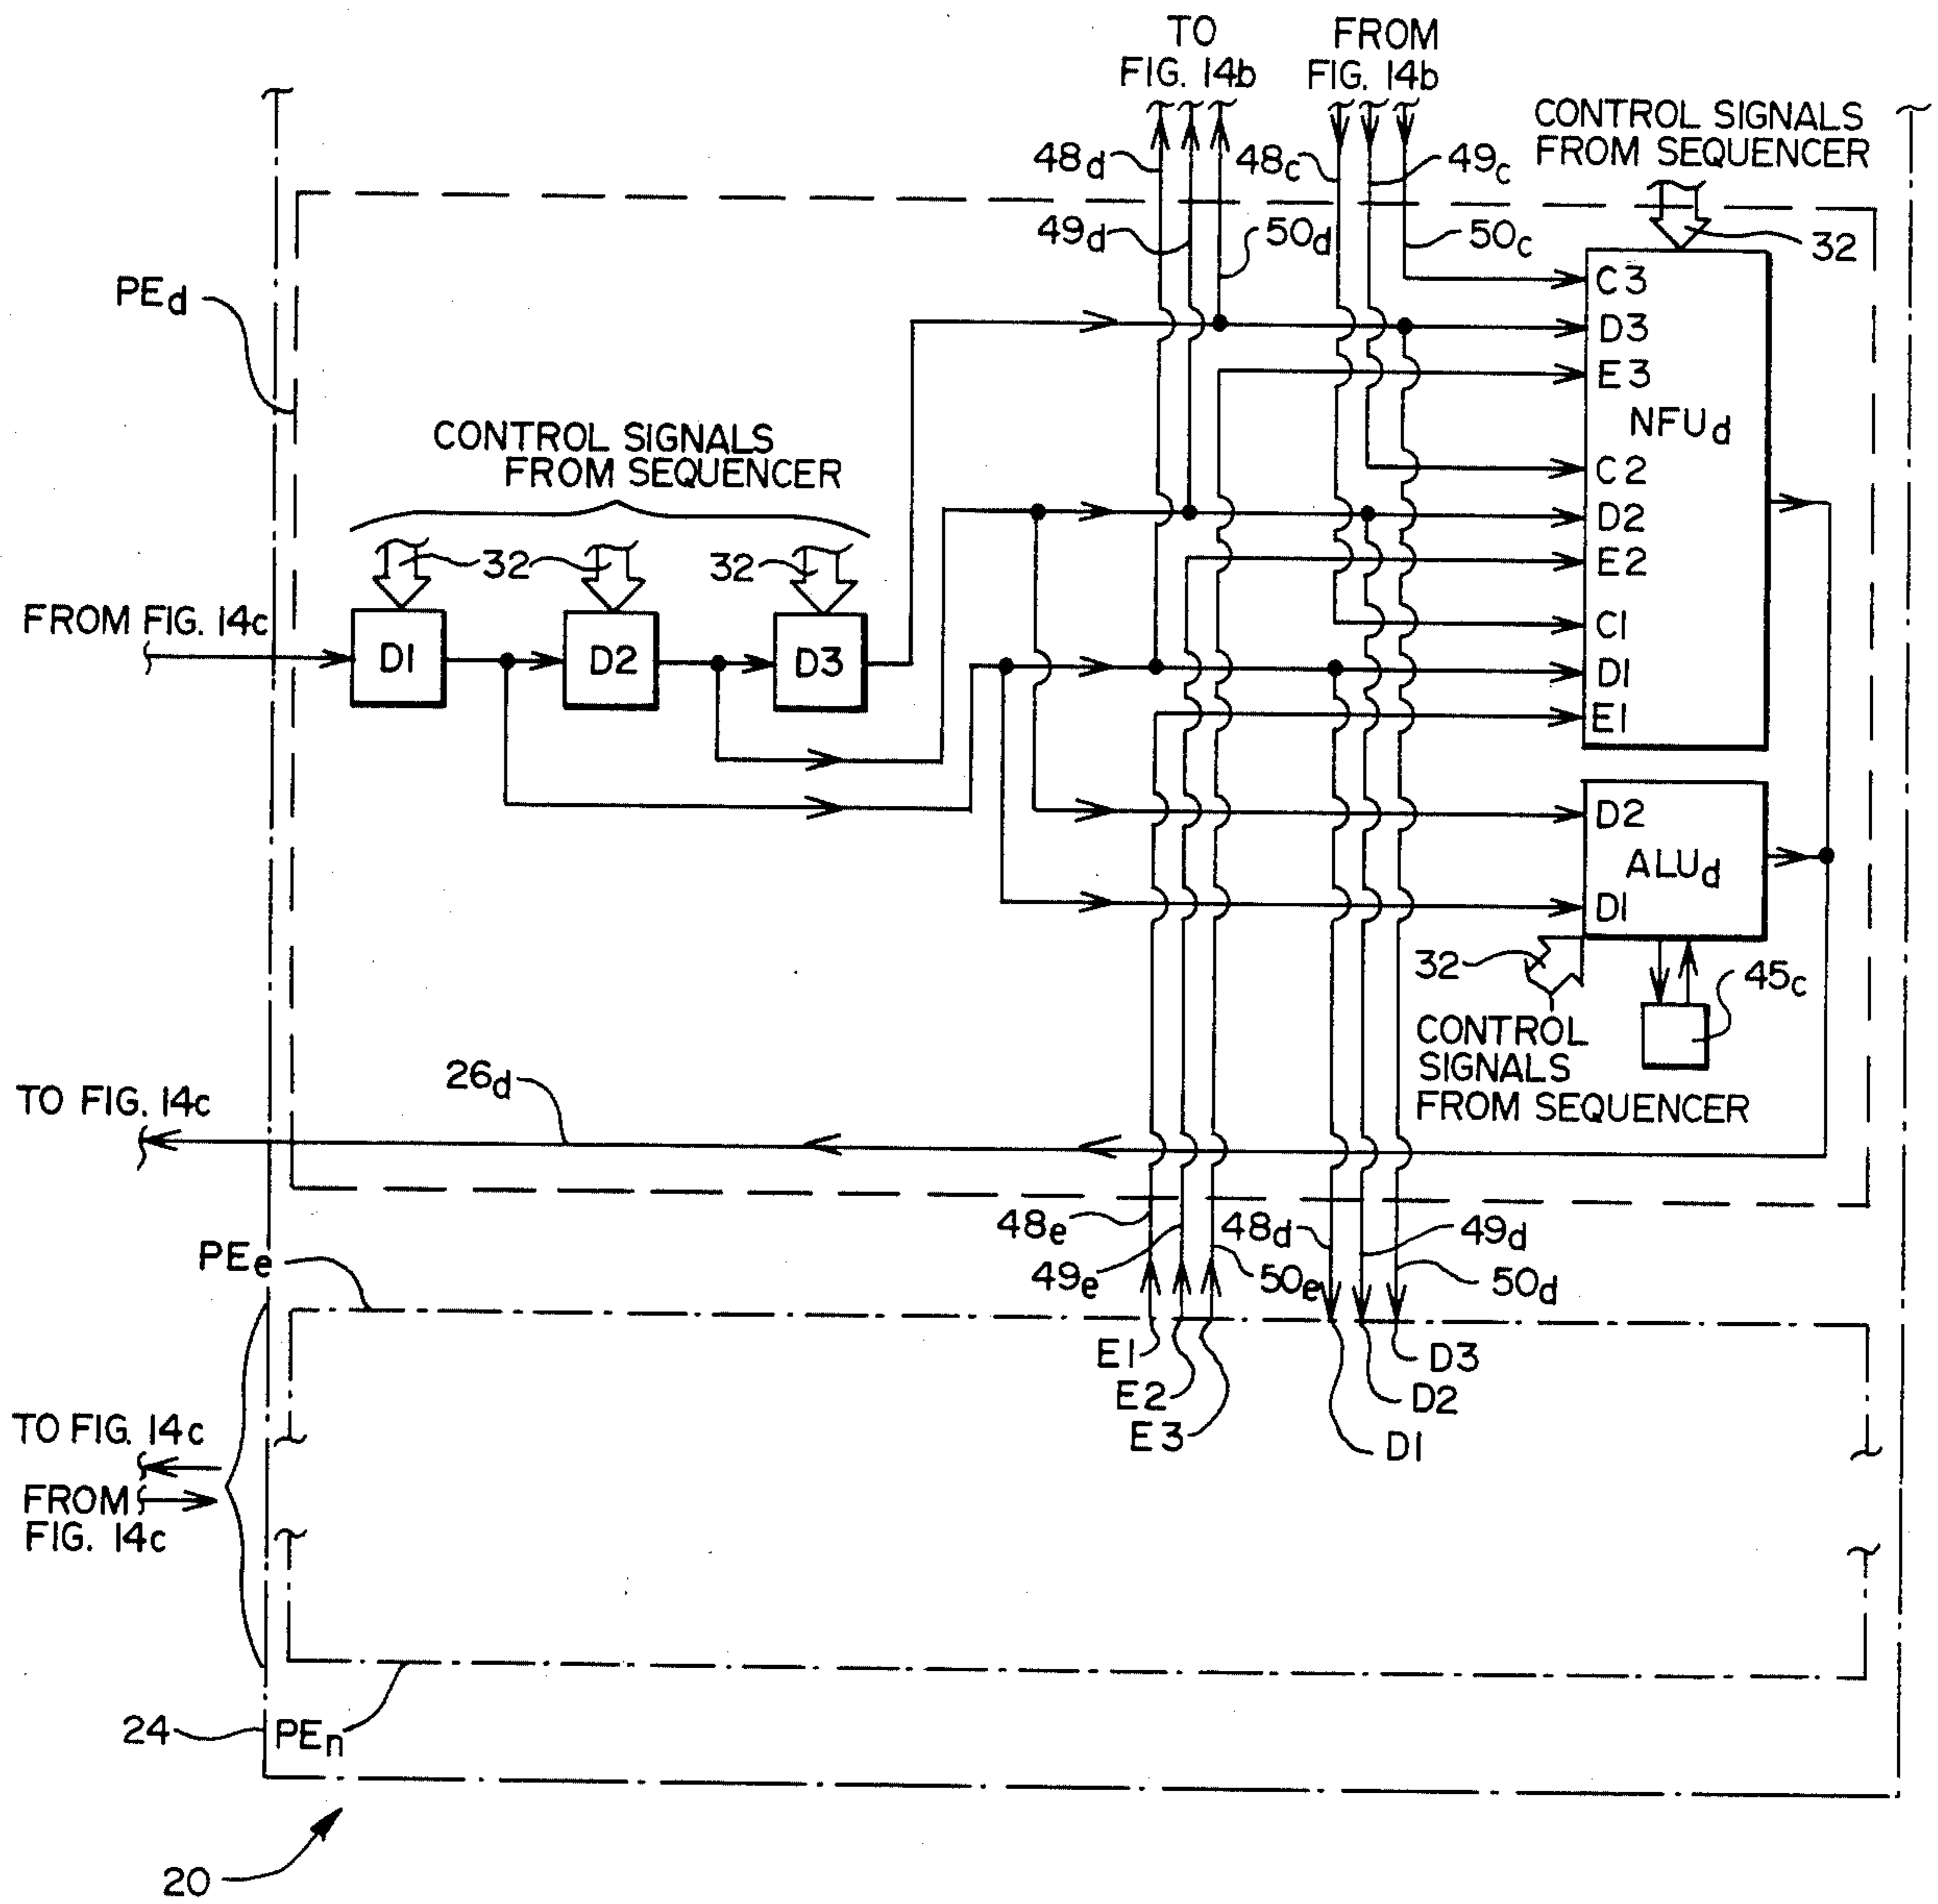 TO
FIG. 14b
FROM
FIG. 14b
CONTROL SIGNALS
FROM SEQUENCER
48d
48c
49c
49d
50d
50c
32
PEd
C3
D3
E3
NFUd
CONTROL SIGNALS
FROM SEQUENCER
C2
D2
E2
32
32
FROM FIG. 14c
D1
D2
D3
C1
D1
E1
D2
ALUd
D1
32
45c
CONTROL
SIGNALS
FROM SEQUENCER
26d
TO FIG. 14c
48e
48d
49d
PEe
49e
50e
50d
E1
D3
E2
D2
E3
D1
TO FIG. 14c
FROM
FIG. 14c
24
PEn
20